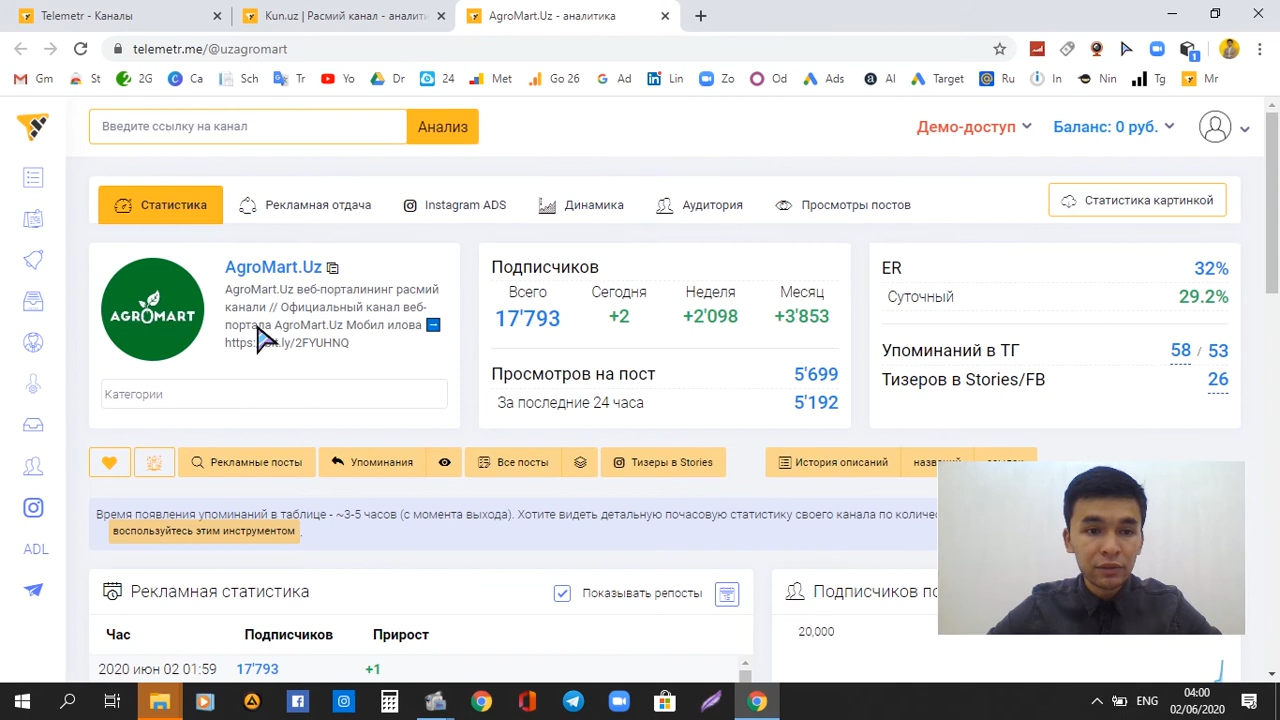 Telemetr - Каналы
Kun.uz | Расмий канал - аналити
AgroMart.Uz - аналитика
telemetr.me/@uzagromart
Gm
St
2G
Ca
Sch
Tr
Yo
Dr
24
Met
Go 26
Ad
Lin
Zo
Od
Ads
AI
Target
Ru
In
Nin
Tg
Mr
Введите ссылку на канал
Анализ
Демо-доступ
Баланс: 0 руб.
Статистика
Рекламная отдача
Instagram ADS
Динамика
Аудитория
Просмотры постов
Статистика картинкой
AGROMART
AgroMart.Uz
AgroMart.Uz веб-порталининг расмий
канали // Официальный канал веб-
портала AgroMart.Uz Мобил илова
ly/2FYUHNQ
Категории
Подписчиков
Всего
Сегодня
Неделя
Месяц
17'793
+2
+2'098
+3'853
Просмотров на пост
5'699
За последние 24 часа
5'192
ER
32%
Суточный
29.2%
Упоминаний в ТГ
58 / 53
Тизеров в Stories/FB
26
Рекламные посты
Упоминания
Все посты
Тизеры в Stories
История описаний
Время появления упоминаний в таблице - ~3-5 часов (с момента выхода). Хотите видеть детальную почасовую статистику своего канала по количес
воспользуйтесь этим инструментом .
Рекламная статистика
Показывать репосты
Подписчиков по
Час
Подписчиков
Прирост
20,000
2020 июн 02 01:59
17'793
+1
ENG
04:00
02/06/2020